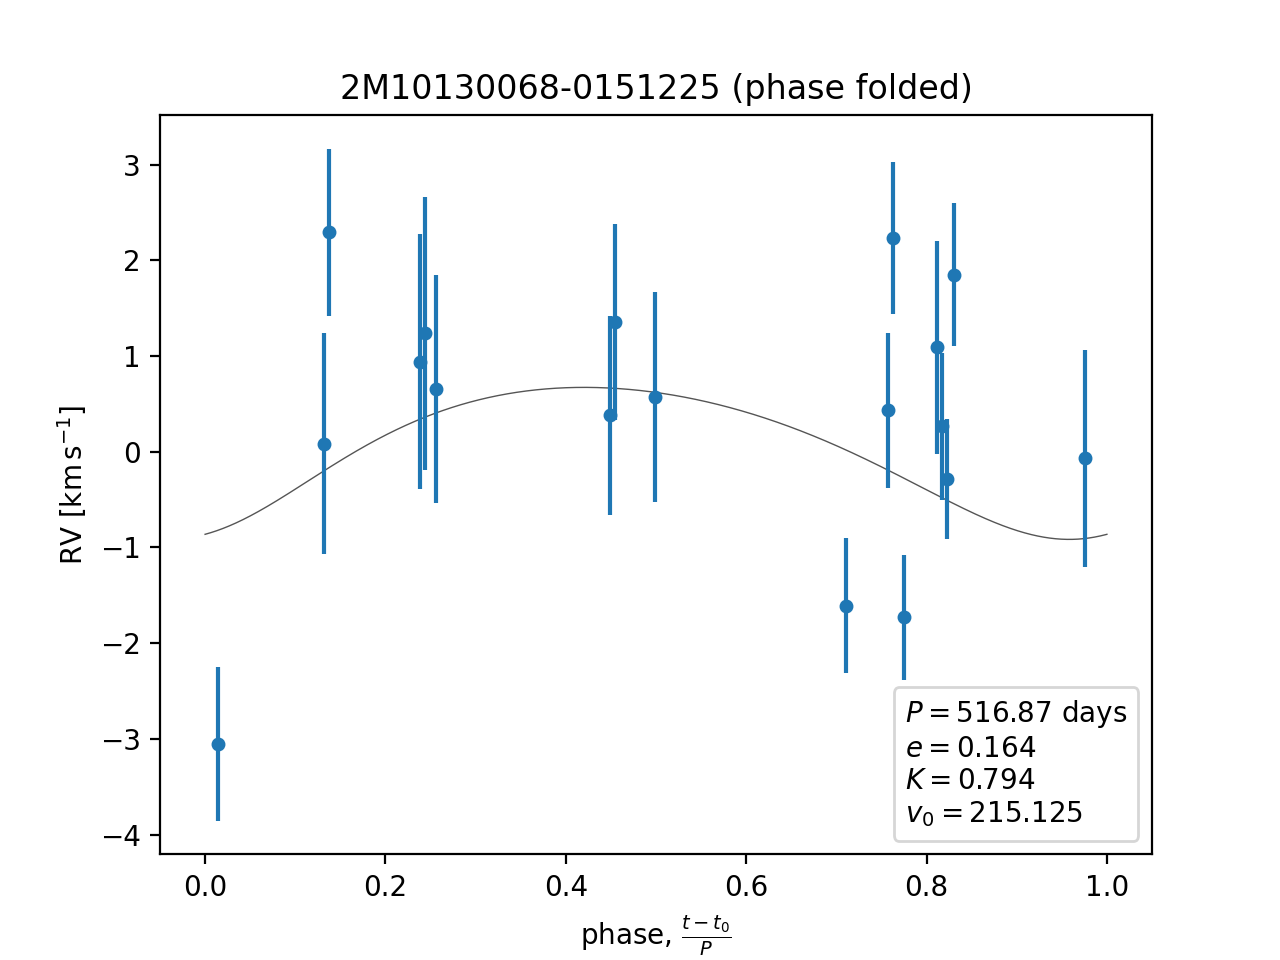 2M10130068-0151225 (phase folded)
RV [km s⁻¹]
3
2
1
0
−1
−2
−3
−4
P = 516.87 days
e = 0.164
K = 0.794
v₀ = 215.125
0.0 0.2 0.4 0.6 0.8 1.0
phase, (t − t₀)/P